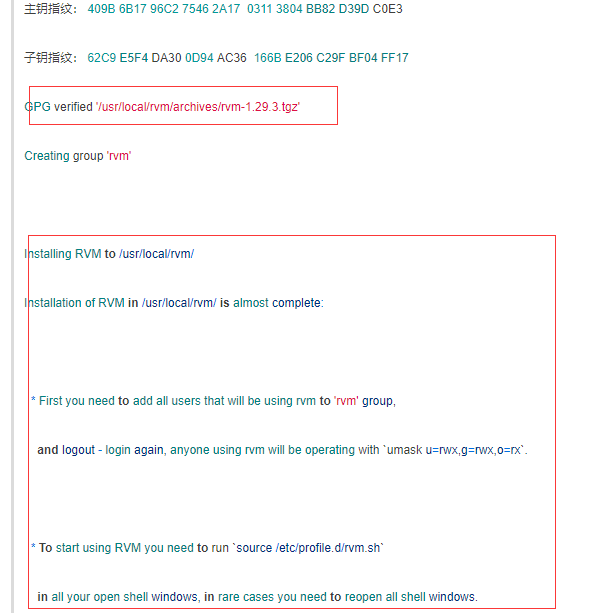 主钥指纹： 409B 6B17 96C2 7546 2A17  0311 3804 BB82 D39D C0E3
子钥指纹： 62C9 E5F4 DA30 0D94 AC36  166B E206 C29F BF04 FF17
GPG verified '/usr/local/rvm/archives/rvm-1.29.3.tgz'
Creating group 'rvm'
Installing RVM to /usr/local/rvm/
Installation of RVM in /usr/local/rvm/ is almost complete:
* First you need to add all users that will be using rvm to 'rvm' group,
and logout - login again, anyone using rvm will be operating with `umask u=rwx,g=rwx,o=rx`.
* To start using RVM you need to run `source /etc/profile.d/rvm.sh`
in all your open shell windows, in rare cases you need to reopen all shell windows.